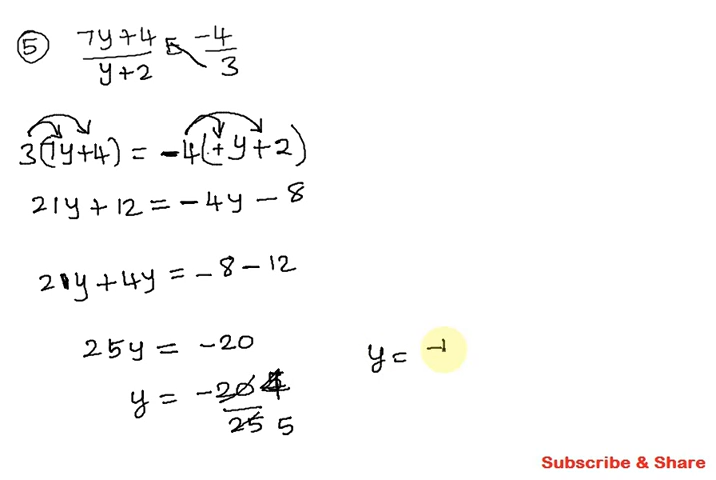 5 (7y+4)/(y+2) = -4/3
3(7y+4) = -4(+y+2)
21y+12 = -4y-8
21y+4y = -8-12
25y = -20
y = -20 4 / 25 5
y = -
Subscribe & Share